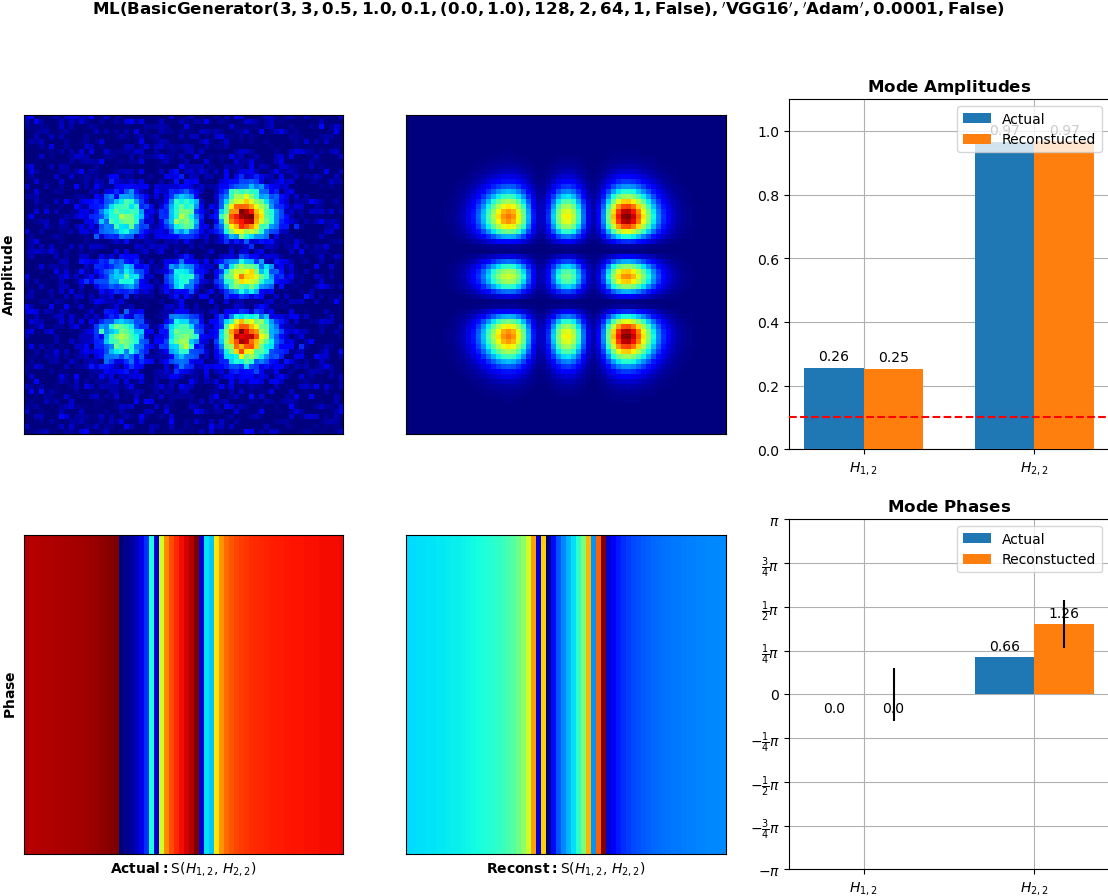 ML(BasicGenerator(3, 3, 0.5, 1.0, 0.1, (0.0, 1.0), 128, 2, 64, 1, False), ′VGG16′, ′Adam′, 0.0001, False)
Amplitude
Mode Amplitudes
Actual
Reconstucted
0.97
0.97
0.26
0.25
1.0
0.8
0.6
0.4
0.2
0.0
H1, 2
H2, 2
Phase
Actual: S(H1, 2, H2, 2)
Reconst: S(H1, 2, H2, 2)
Mode Phases
Actual
Reconstucted
1.26
0.66
0.0
0.0
π
3/4π
1/2π
1/4π
0
−1/4π
−1/2π
−3/4π
−π
H1, 2
H2, 2